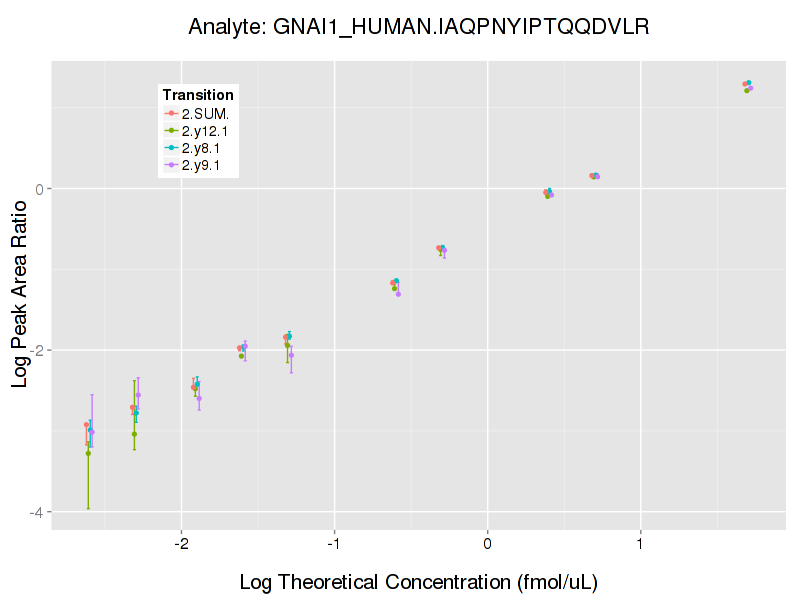 Analyte: GNAI1_HUMAN.IAQPNYIPTQQDVLR
Transition
2.SUM.
2.y12.1
2.y8.1
2.y9.1
0
-2
-4
Log Peak Area Ratio
-2 -1 0 1
Log Theoretical Concentration (fmol/uL)